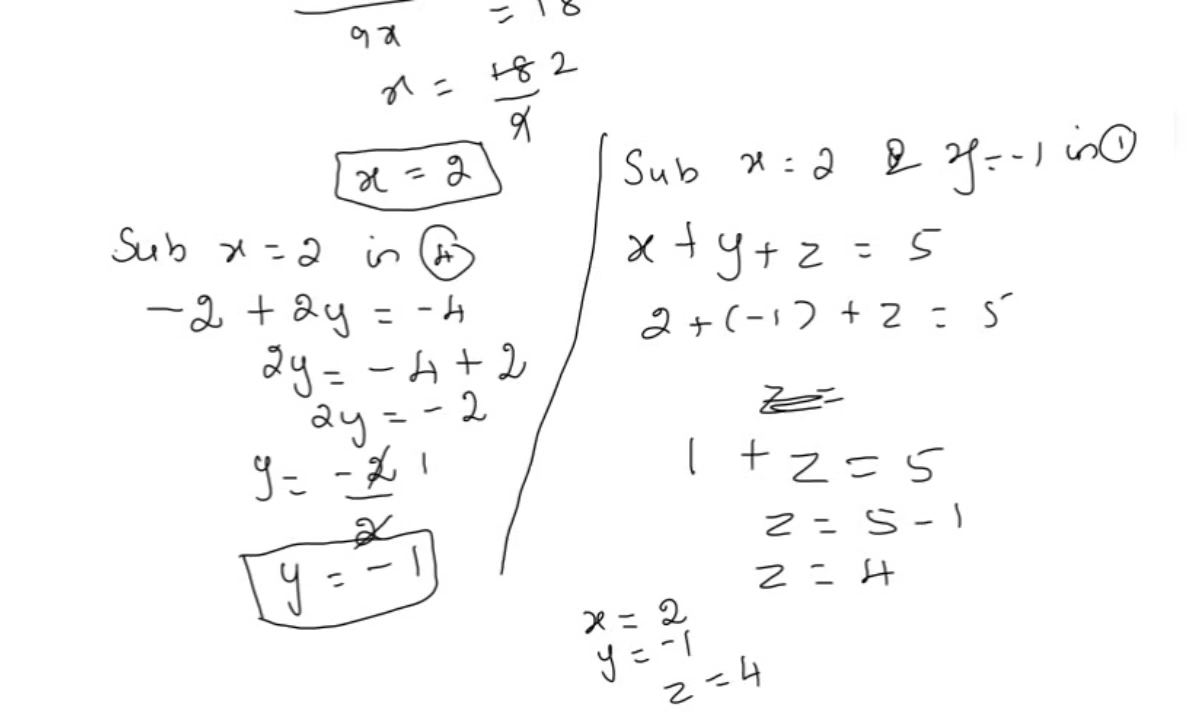 9x = 18
x = 18 2
9
x = 2
Sub x = 2 in 4
-2 + 2y = -4
2y = -4 + 2
2y = -2
y = -2 1
2
y = -1
Sub x = 2 & y = -1 in 1
x + y + z = 5
2 + (-1) + z = 5
z =
1 + z = 5
z = 5 - 1
z = 4
x = 2
y = -1
z = 4